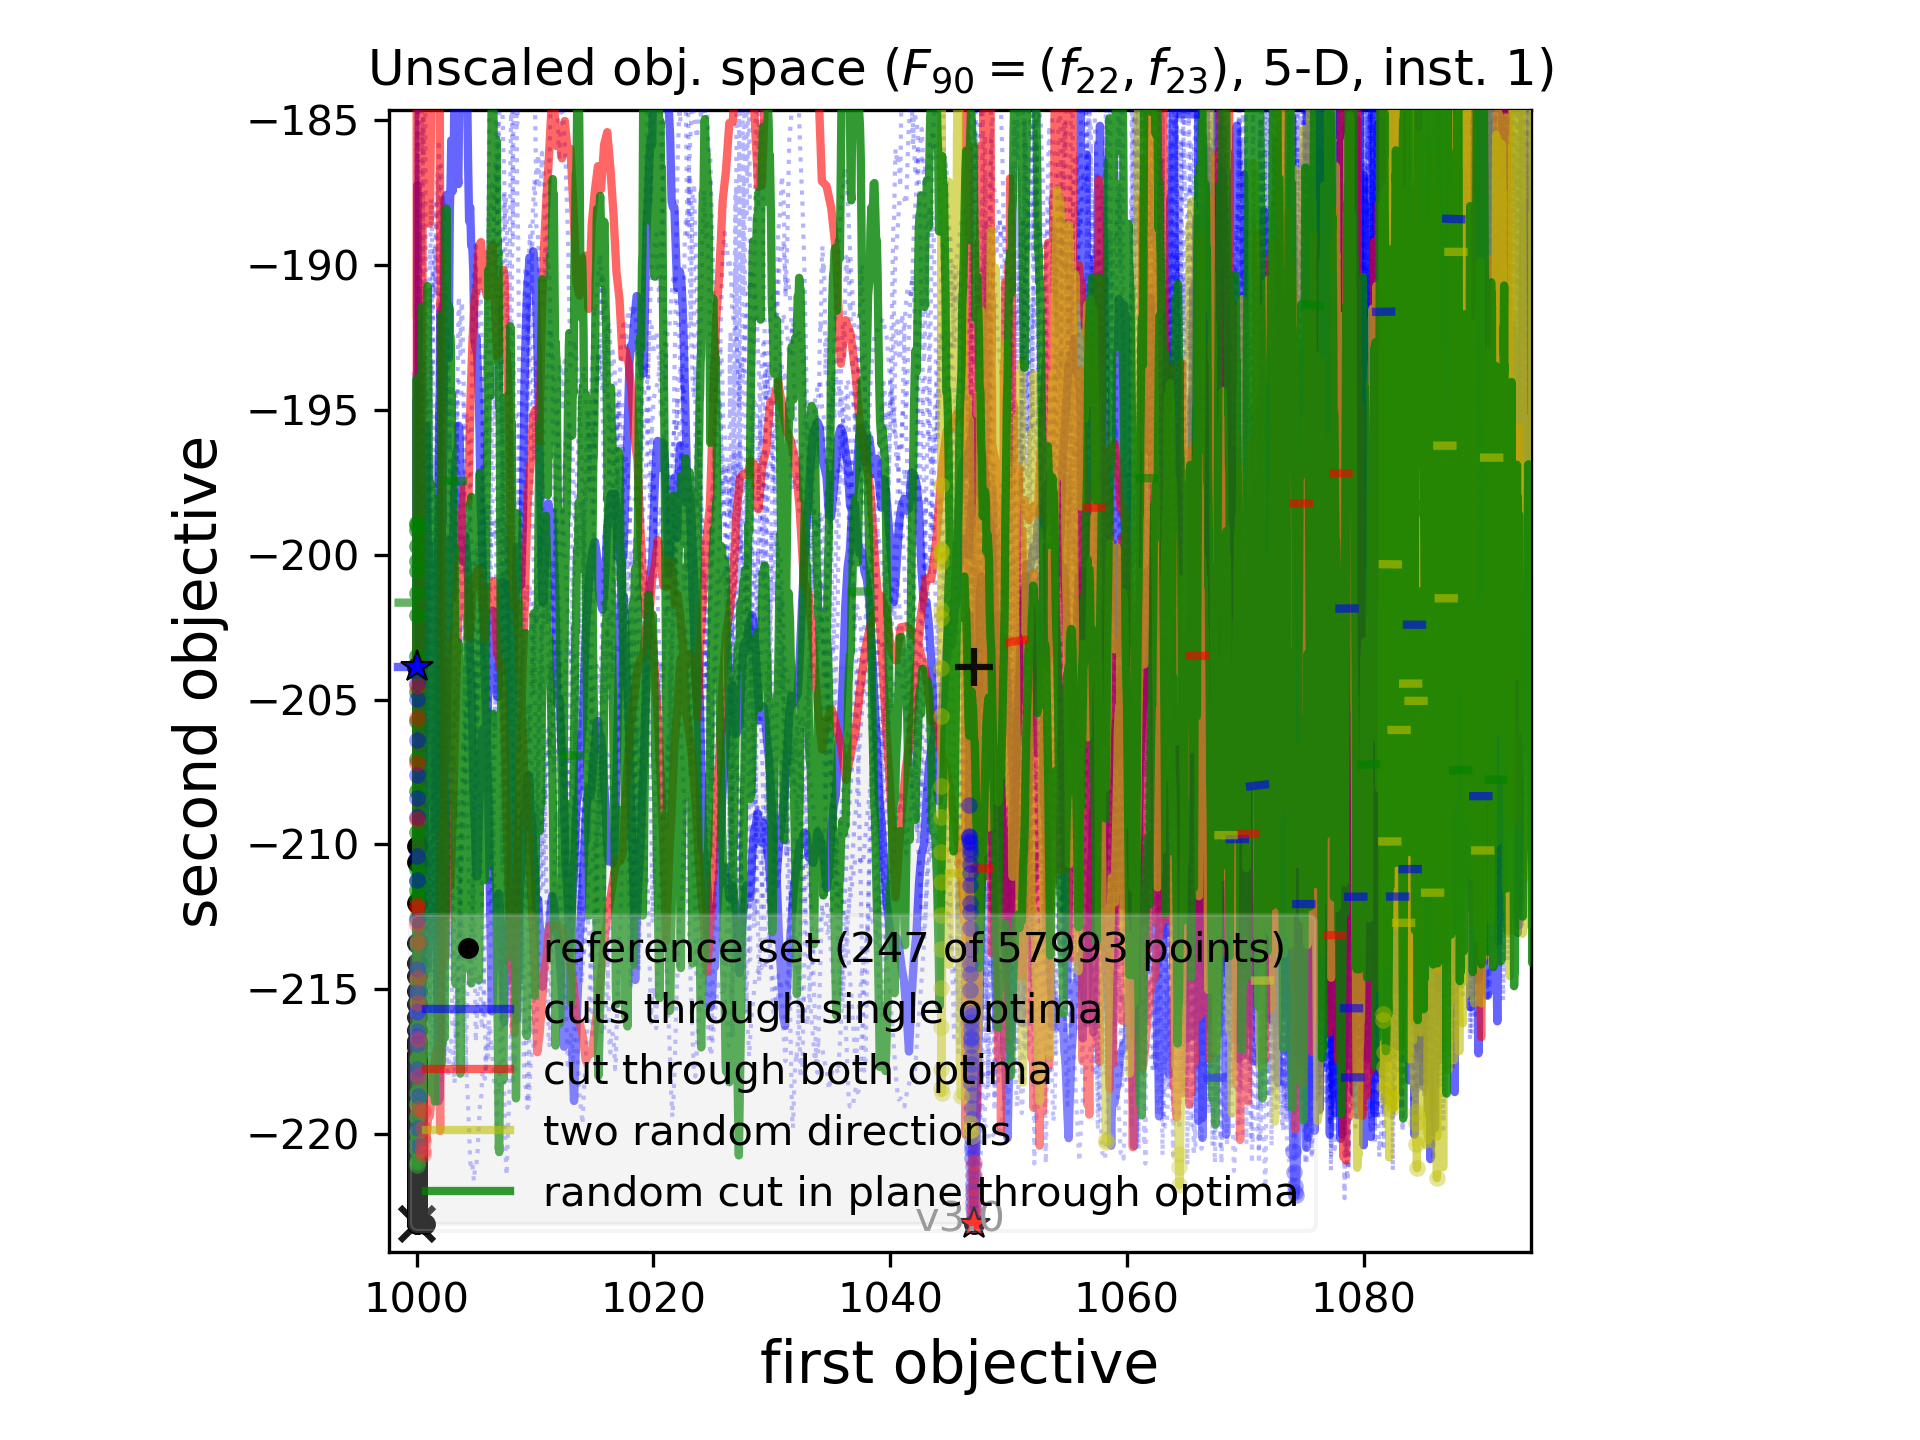 Unscaled obj. space (F₉₀ = (f₂₂, f₂₃), 5-D, inst. 1)
−185
−190
−195
−200
−205
−210
−215
−220
second objective
reference set (247 of 57993 points)
cuts through single optima
cut through both optima
two random directions
random cut in plane through optima
v3.0
1000 1020 1040 1060 1080
first objective